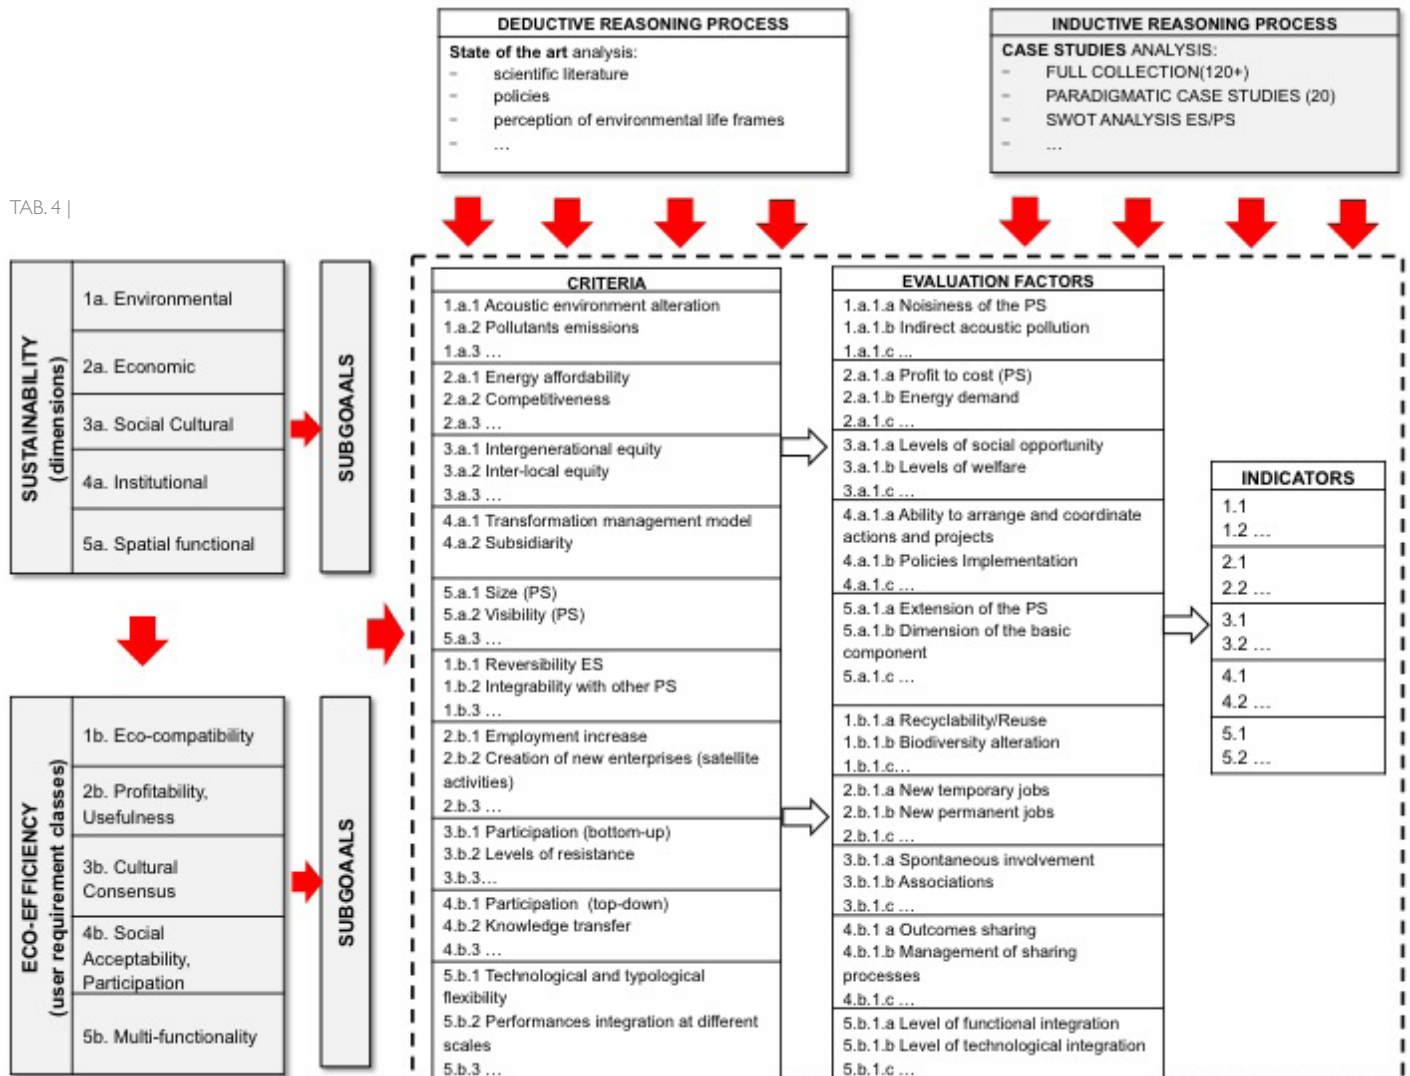 DEDUCTIVE REASONING PROCESS
State of the art analysis:
- scientific literature
- policies
- perception of environmental life frames
- ...
INDUCTIVE REASONING PROCESS
CASE STUDIES ANALYSIS:
- FULL COLLECTION(120+)
- PARADIGMATIC CASE STUDIES (20)
- SWOT ANALYSIS ES/PS
- ...
TAB. 4 |
SUSTAINABILITY
(dimensions)
1a. Environmental
2a. Economic
3a. Social Cultural
4a. Institutional
5a. Spatial functional
SUBGOAALS
ECO-EFFICIENCY
(user requirement classes)
1b. Eco-compatibility
2b. Profitability,
Usefulness
3b. Cultural
Consensus
4b. Social
Acceptability,
Participation
5b. Multi-functionality
SUBGOAALS
CRITERIA
1.a.1 Acoustic environment alteration
1.a.2 Pollutants emissions
1.a.3 ...
2.a.1 Energy affordability
2.a.2 Competitiveness
2.a.3 ...
3.a.1 Intergenerational equity
3.a.2 Inter-local equity
3.a.3 ...
4.a.1 Transformation management model
4.a.2 Subsidiarity
5.a.1 Size (PS)
5.a.2 Visibility (PS)
5.a.3 ...
1.b.1 Reversibility ES
1.b.2 Integrability with other PS
1.b.3 ...
2.b.1 Employment increase
2.b.2 Creation of new enterprises (satellite
activities)
2.b.3 ...
3.b.1 Participation (bottom-up)
3.b.2 Levels of resistance
3.b.3...
4.b.1 Participation (top-down)
4.b.2 Knowledge transfer
4.b.3 ...
5.b.1 Technological and typological
flexibility
5.b.2 Performances integration at different
scales
5.b.3 ...
EVALUATION FACTORS
1.a.1.a Noisiness of the PS
1.a.1.b Indirect acoustic pollution
1.a.1.c ...
2.a.1.a Profit to cost (PS)
2.a.1.b Energy demand
2.a.1.c ...
3.a.1.a Levels of social opportunity
3.a.1.b Levels of welfare
3.a.1.c ...
4.a.1.a Ability to arrange and coordinate
actions and projects
4.a.1.b Policies Implementation
4.a.1.c ...
5.a.1.a Extension of the PS
5.a.1.b Dimension of the basic
component
5.a.1.c ...
1.b.1.a Recyclability/Reuse
1.b.1.b Biodiversity alteration
1.b.1.c...
2.b.1.a New temporary jobs
2.b.1.b New permanent jobs
2.b.1.c ...
3.b.1.a Spontaneous involvement
3.b.1.b Associations
3.b.1.c ...
4.b.1 a Outcomes sharing
4.b.1.b Management of sharing
processes
4.b.1.c ...
5.b.1.a Level of functional integration
5.b.1.b Level of technological integration
5.b.1.c ...
INDICATORS
1.1
1.2 ...
2.1
2.2 ...
3.1
3.2 ...
4.1
4.2 ...
5.1
5.2 ...